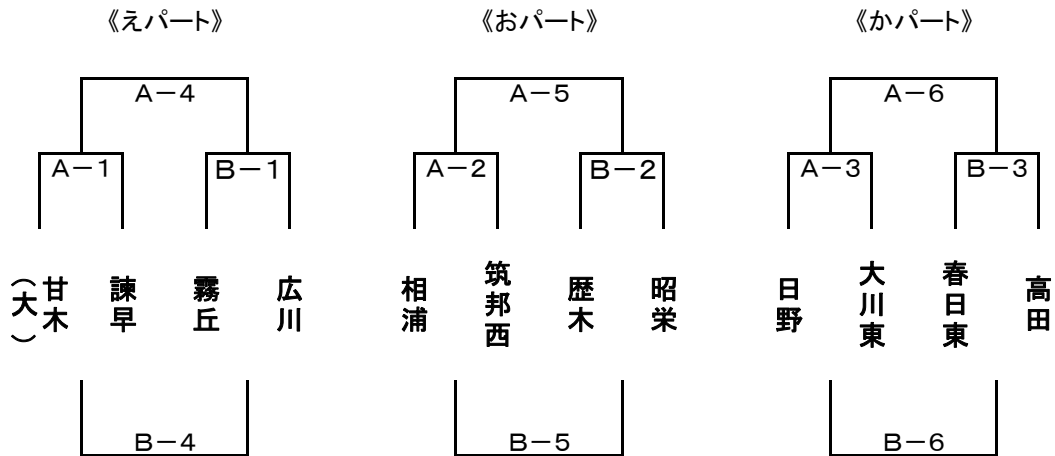 《えパート》 《おパート》 《かパート》
A-4 A-5 A-6
A-1 B-1 A-2 B-2 A-3 B-3
甘木(大) 諫早 霧丘 広川 相浦 筑邦西 歴木 昭栄 日野 大川東 春日東 高田
B-4 B-5 B-6